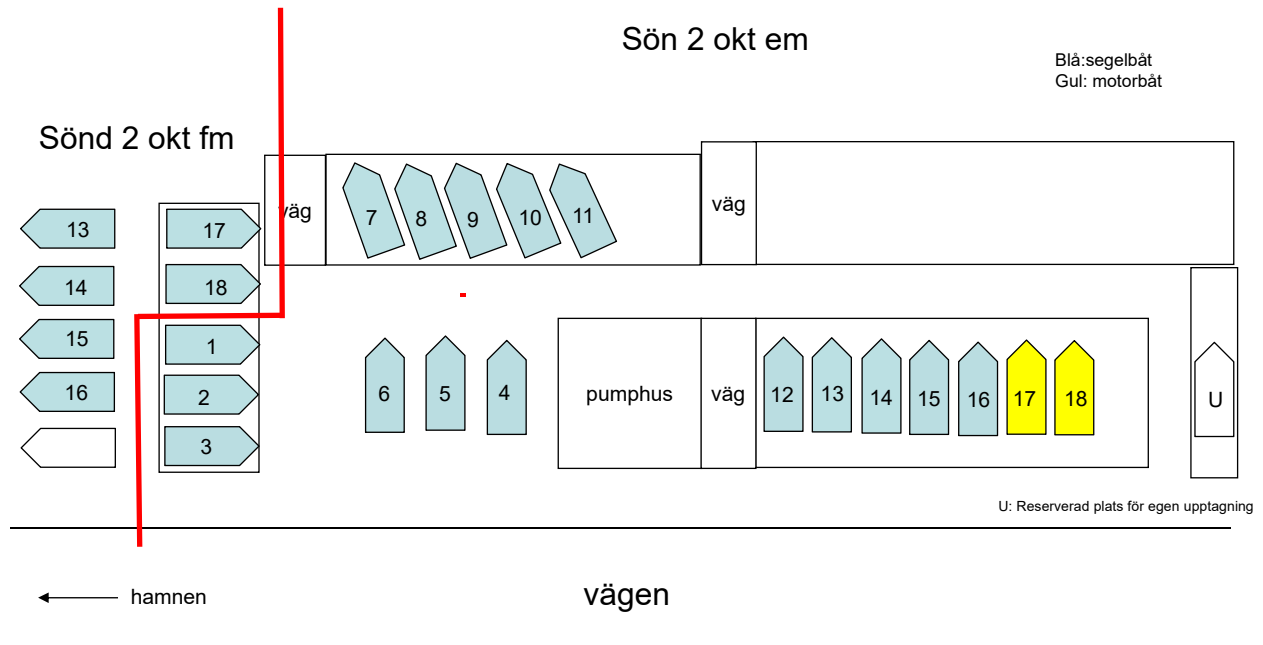 Sön 2 okt em
Blå:segelbåt
Gul: motorbåt
Sönd 2 okt fm
väg
7
8
9
10
11
väg
13
17
14
18
15
1
16
2
3
6
5
4
pumphus
väg
12
13
14
15
16
17
18
U
U: Reserverad plats för egen upptagning
hamnen
vägen